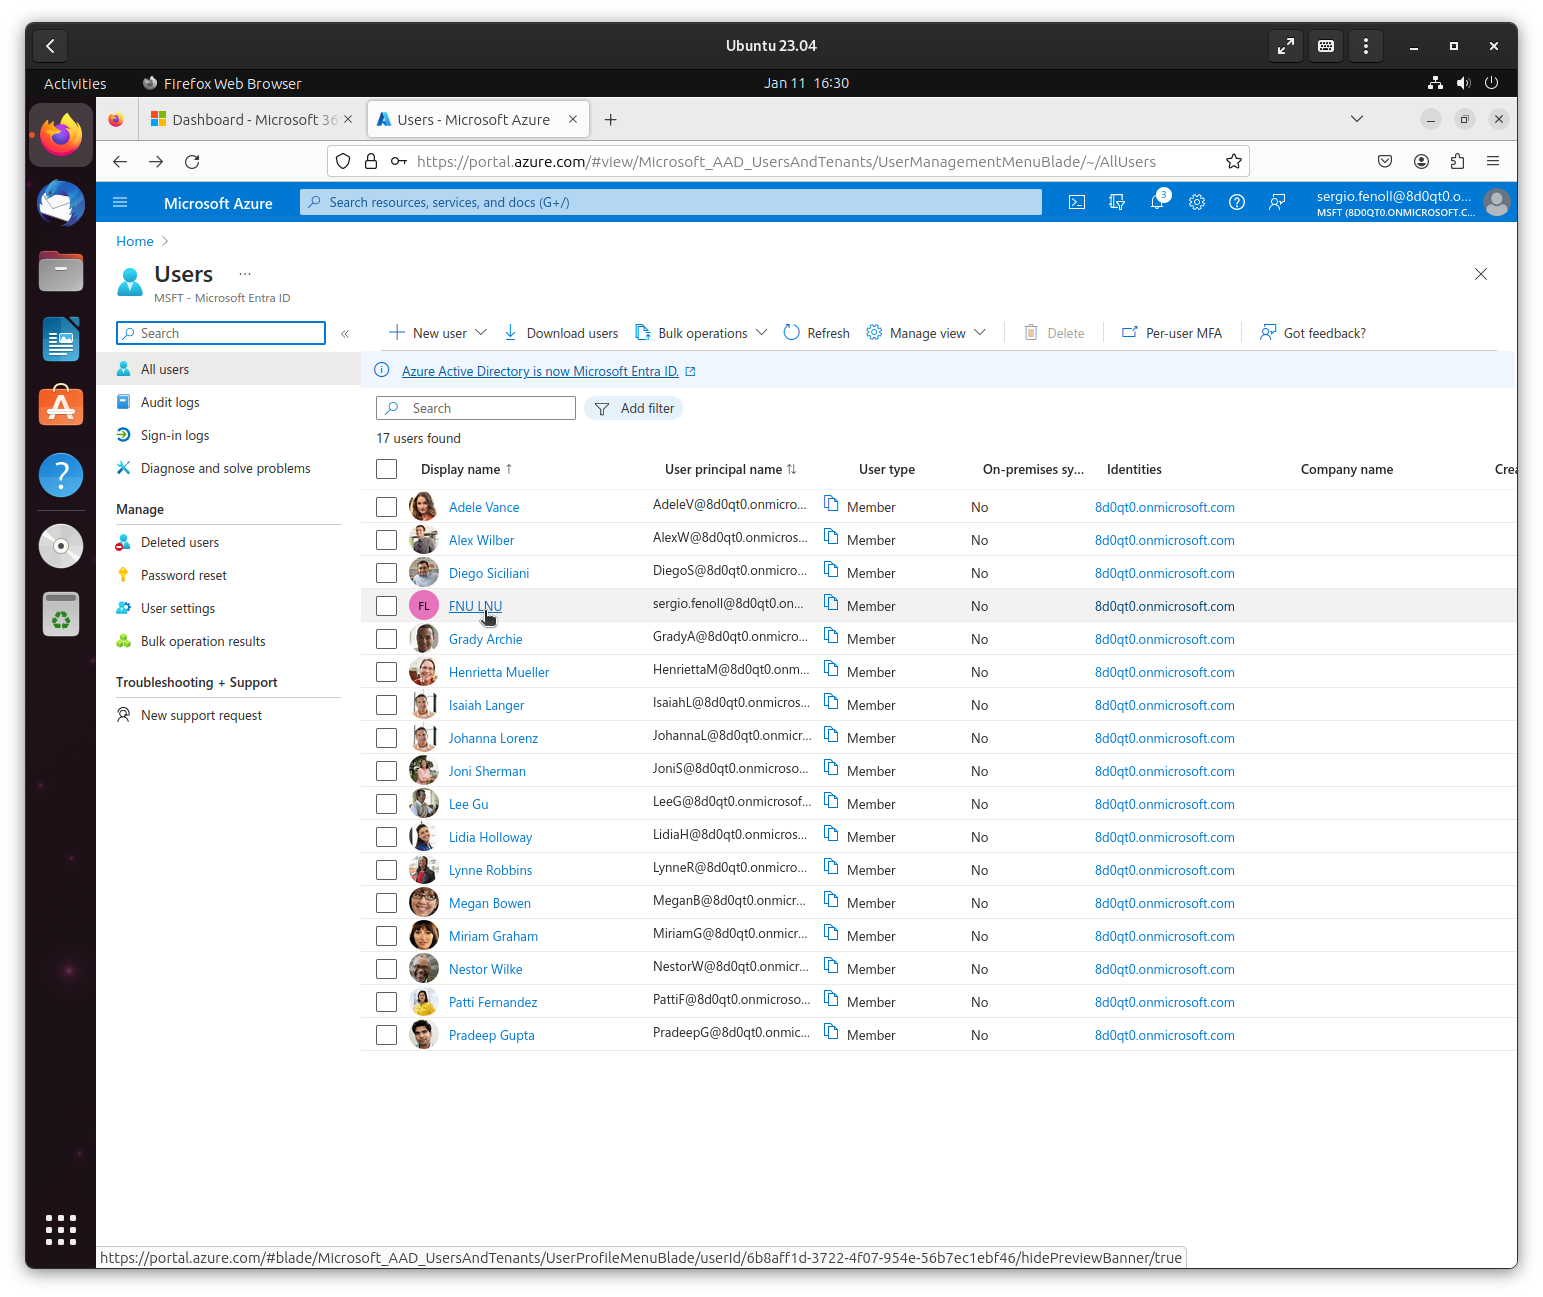 Ubuntu 23.04
Activities
Firefox Web Browser
Jan 11 16:30
Dashboard - Microsoft 36
Users - Microsoft Azure
https://portal.azure.com/#view/Microsoft_AAD_UsersAndTenants/UserManagementMenuBlade/~/AllUsers
Microsoft Azure
Search resources, services, and docs (G+/)
3
sergio.fenoll@8d0qt0.o...
MSFT (8D0QT0.ONMICROSOFT.C...
Home
Users
...
MSFT - Microsoft Entra ID
Search
«
New user
Download users
Bulk operations
Refresh
Manage view
Delete
Per-user MFA
Got feedback?
All users
Audit logs
Sign-in logs
Diagnose and solve problems
Manage
Deleted users
Password reset
User settings
Bulk operation results
Troubleshooting + Support
New support request
Azure Active Directory is now Microsoft Entra ID.
Search
Add filter
17 users found
Display name ↑ User principal name ↑↓ User type On-premises sy... Identities Company name Crea
Adele Vance AdeleV@8d0qt0.onmicro... Member No 8d0qt0.onmicrosoft.com
Alex Wilber AlexW@8d0qt0.onmicros... Member No 8d0qt0.onmicrosoft.com
Diego Siciliani DiegoS@8d0qt0.onmicro... Member No 8d0qt0.onmicrosoft.com
FL FNU LNU sergio.fenoll@8d0qt0.on... Member No 8d0qt0.onmicrosoft.com
Grady Archie GradyA@8d0qt0.onmicro... Member No 8d0qt0.onmicrosoft.com
Henrietta Mueller HenriettaM@8d0qt0.onm... Member No 8d0qt0.onmicrosoft.com
Isaiah Langer IsaiahL@8d0qt0.onmicros... Member No 8d0qt0.onmicrosoft.com
Johanna Lorenz JohannaL@8d0qt0.onmicr... Member No 8d0qt0.onmicrosoft.com
Joni Sherman JoniS@8d0qt0.onmicroso... Member No 8d0qt0.onmicrosoft.com
Lee Gu LeeG@8d0qt0.onmicrosof... Member No 8d0qt0.onmicrosoft.com
Lidia Holloway LidiaH@8d0qt0.onmicros... Member No 8d0qt0.onmicrosoft.com
Lynne Robbins LynneR@8d0qt0.onmicro... Member No 8d0qt0.onmicrosoft.com
Megan Bowen MeganB@8d0qt0.onmicr... Member No 8d0qt0.onmicrosoft.com
Miriam Graham MiriamG@8d0qt0.onmicr... Member No 8d0qt0.onmicrosoft.com
Nestor Wilke NestorW@8d0qt0.onmicr... Member No 8d0qt0.onmicrosoft.com
Patti Fernandez PattiF@8d0qt0.onmicroso... Member No 8d0qt0.onmicrosoft.com
Pradeep Gupta PradeepG@8d0qt0.onmic... Member No 8d0qt0.onmicrosoft.com
https://portal.azure.com/#blade/Microsoft_AAD_UsersAndTenants/UserProfileMenuBlade/userId/6b8aff1d-3722-4f07-954e-56b7ec1ebf46/hidePreviewBanner/true